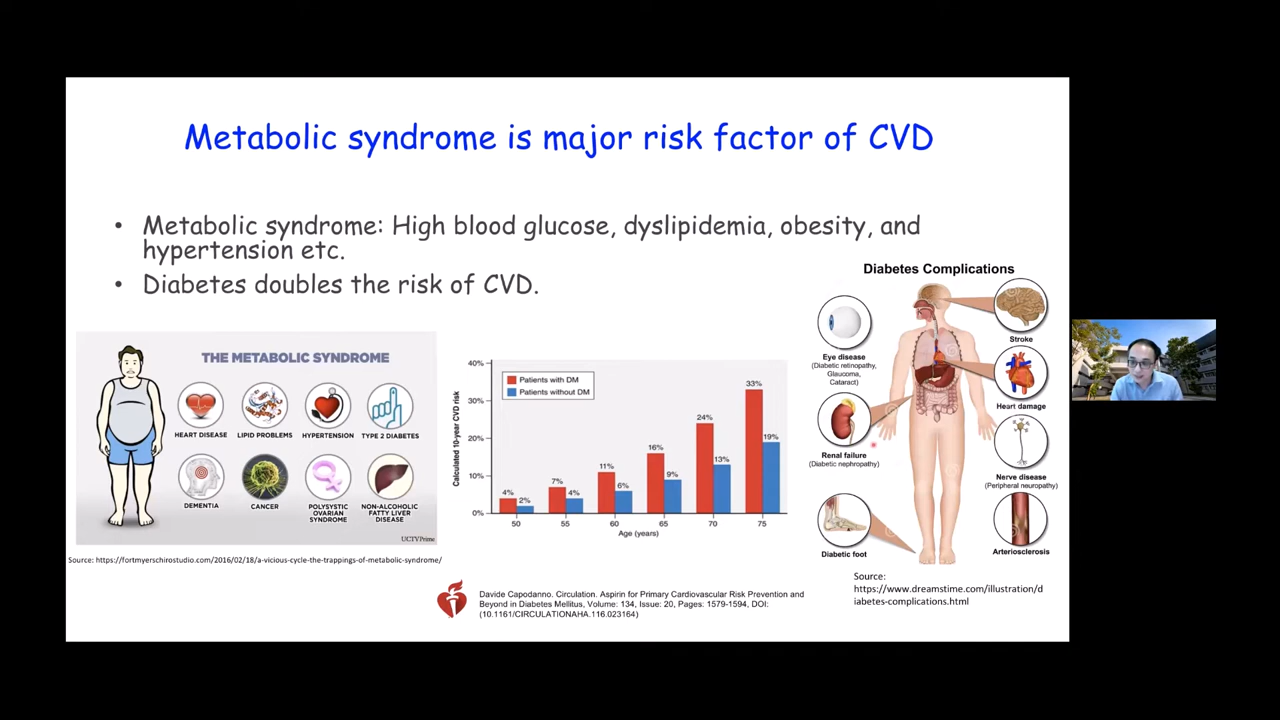 Metabolic syndrome is major risk factor of CVD
• Metabolic syndrome: High blood glucose, dyslipidemia, obesity, and
hypertension etc.
• Diabetes doubles the risk of CVD.
THE METABOLIC SYNDROME
HEART DISEASE
LIPID PROBLEMS
HYPERTENSION
TYPE 2 DIABETES
DEMENTIA
CANCER
POLYSYSTIC
OVARIAN
SYNDROME
NON-ALCOHOLIC
FATTY LIVER
DISEASE
UCTVPrime
Source: https://fortmyerschirostudio.com/2016/02/18/a-vicious-cycle-the-trappings-of-metabolic-syndrome/
Calculated 10-year CVD risk
40%
30%
20%
10%
0%
Patients with DM
Patients without DM
4%
2%
7%
4%
11%
6%
16%
9%
24%
13%
33%
19%
50
55
60
65
70
75
Age (years)
Davide Capodanno. Circulation. Aspirin for Primary Cardiovascular Risk Prevention and
Beyond in Diabetes Mellitus, Volume: 134, Issue: 20, Pages: 1579-1594, DOI:
(10.1161/CIRCULATIONAHA.116.023164)
Diabetes Complications
Eye disease
(Diabetic retinopathy,
Glaucoma,
Cataract)
Renal failure
(Diabetic nephropathy)
Diabetic foot
Stroke
Heart damage
Nerve disease
(Peripheral neuropathy)
Arteriosclerosis
Source:
https://www.dreamstime.com/illustration/d
iabetes-complications.html